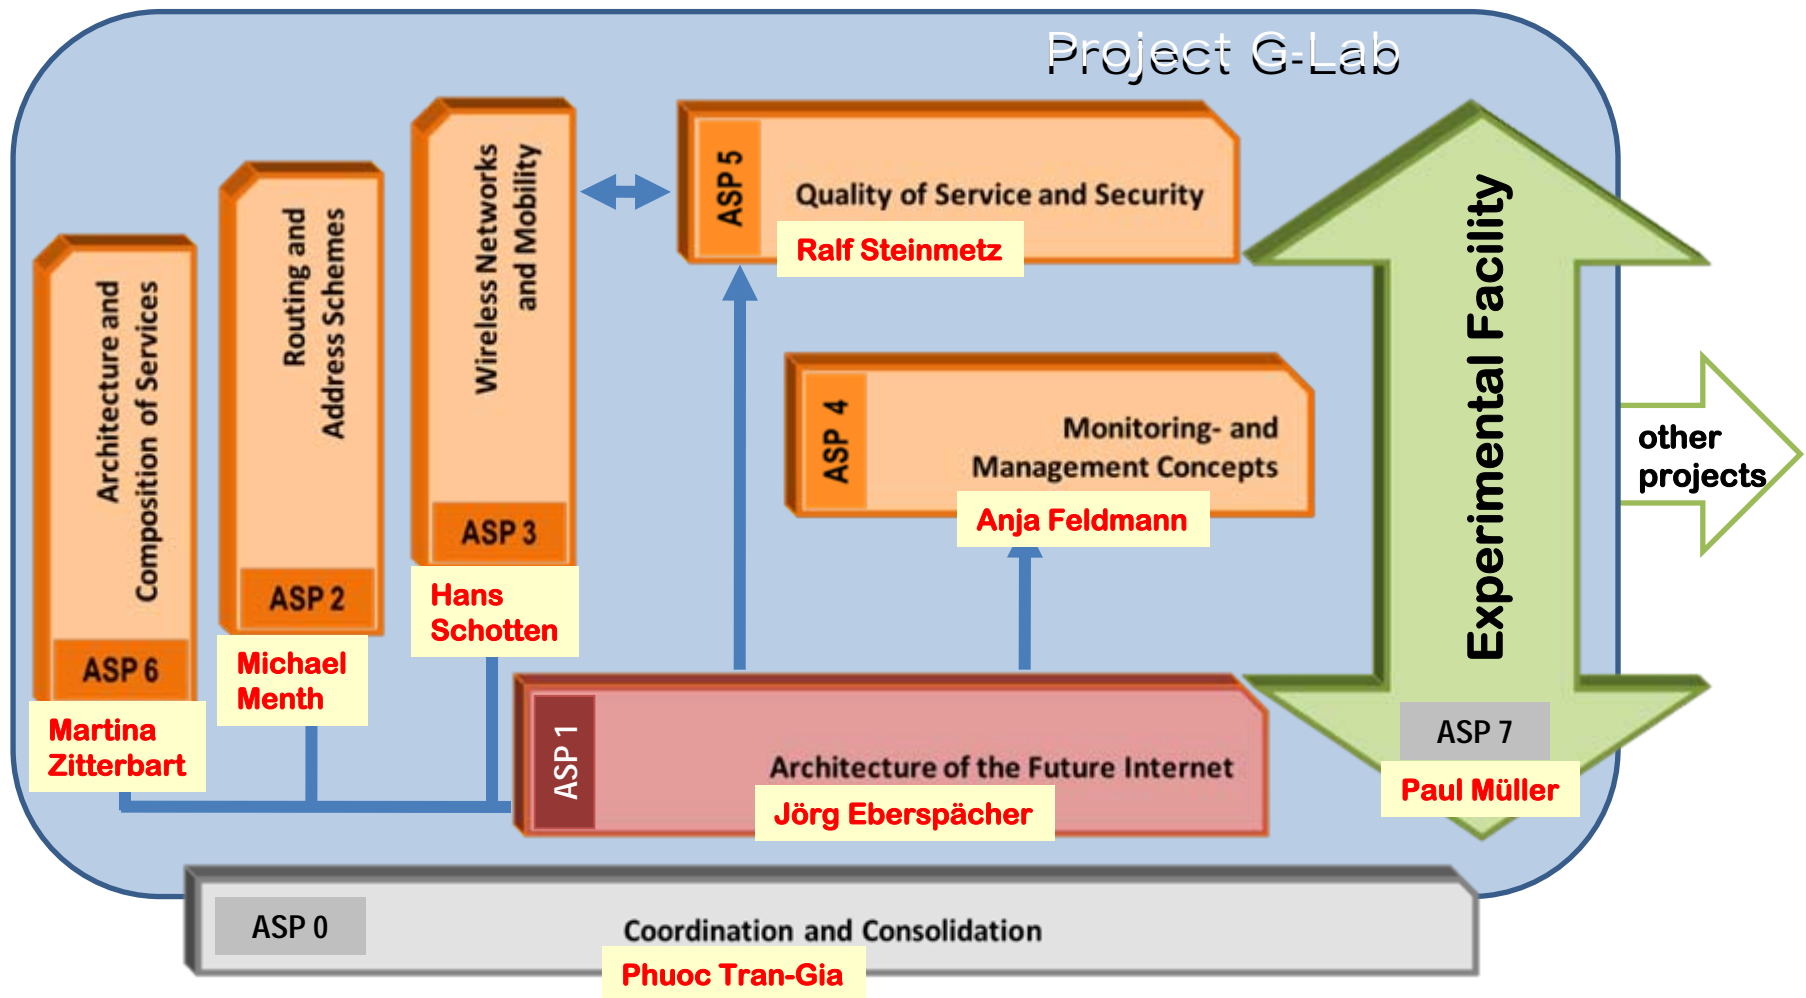 Project G-Lab
Architecture and
Composition of Services
ASP 6
Martina
Zitterbart
Routing and
Address Schemes
ASP 2
Michael
Menth
Wireless Networks
and Mobility
ASP 3
Hans
Schotten
ASP 5
Quality of Service and Security
Ralf Steinmetz
ASP 4
Monitoring- and
Management Concepts
Anja Feldmann
ASP 1
Architecture of the Future Internet
Jörg Eberspächer
Experimental Facility
ASP 7
Paul Müller
other
projects
ASP 0
Coordination and Consolidation
Phuoc Tran-Gia